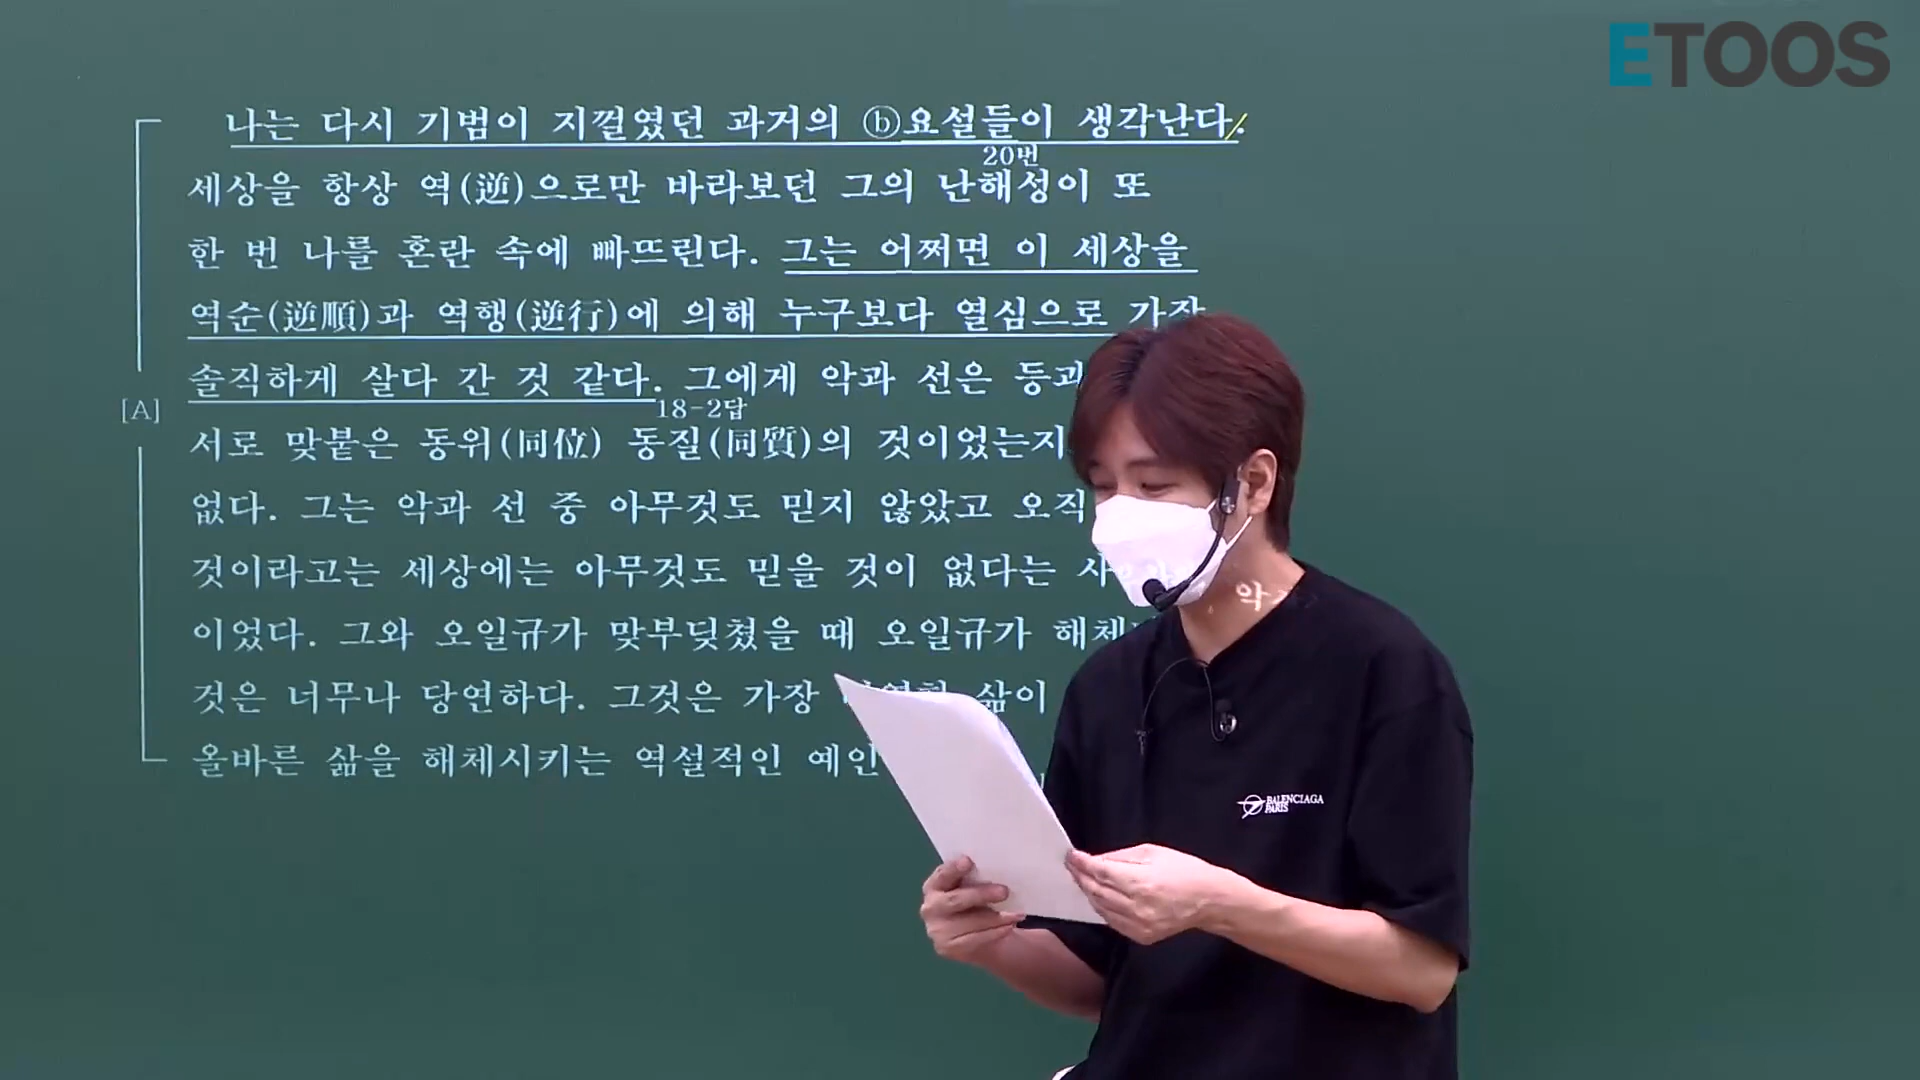 ETOOS
나는 다시 기범이 지껄였던 과거의 ⓑ요설들이 생각난다.
20번
세상을 항상 역(逆)으로만 바라보던 그의 난해성이 또
한 번 나를 혼란 속에 빠뜨린다. 그는 어쩌면 이 세상을
역순(逆順)과 역행(逆行)에 의해 누구보다 열심으로 가장
솔직하게 살다 간 것 같다. 그에게 악과 선은 등과
18-2답
[A]
서로 맞붙은 동위(同位) 동질(同質)의 것이었는지
없다. 그는 악과 선 중 아무것도 믿지 않았고 오직
것이라고는 세상에는 아무것도 믿을 것이 없다는
이었다. 그와 오일규가 맞부딪쳤을 때 오일규가
것은 너무나 당연하다. 그것은 가장 삶이
올바른 삶을 해체시키는 역설적인
BALENCIAGA
PARIS